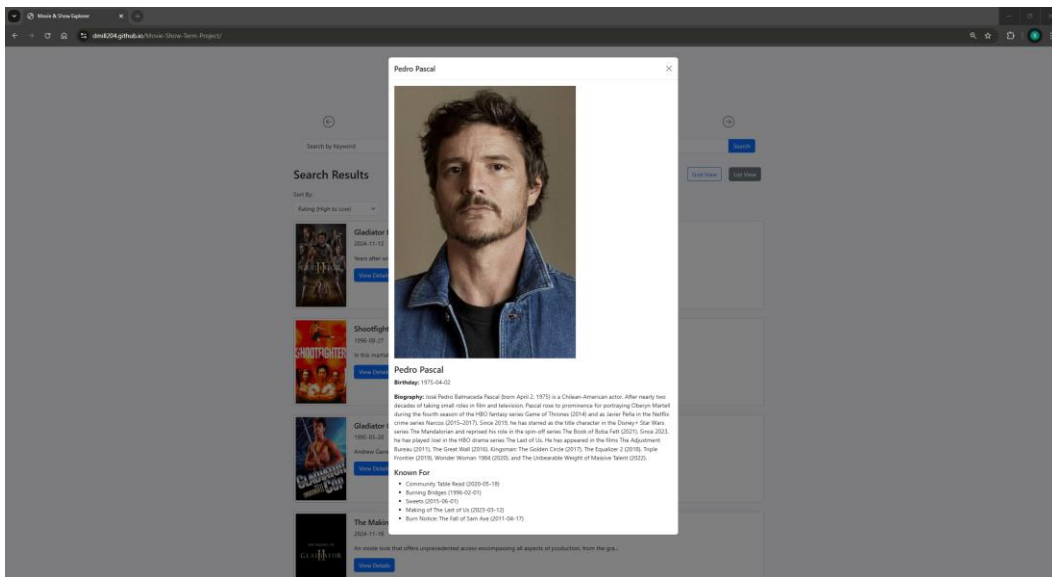 Movie & Show Explorer
dmill204.github.io/Movie-Show-Term-Project/
Pedro Pascal
Search by Keyword
Search
Search Results
Grid View
List View
Sort By:
Rating (High to Low)
Gladiator
2024-11-13
Years after
View Details
Shootfight
1996-08-27
In this martial
View Details
SHOOTFIGHTER
Gladiator
1995-05-20
Andrew
View Details
GLADIATOR
COP
The Makin
2024-11-18
An inside look that offers unprecedented access encompassing all aspects of production, from the gra...
View Details
GLADIATOR
Pedro Pascal
Birthday: 1975-04-02
Biography: José Pedro Balmaceda Pascal (born April 2, 1975) is a Chilean-American actor. After nearly two
decades of taking small roles in film and television, Pascal rose to prominence for portraying Oberyn Martell
during the fourth season of the HBO fantasy series Game of Thrones (2014) and as Javier Peña in the Netflix
crime series Narcos (2015–2017). Since 2019, he has starred as the title character in the Disney+ Star Wars
series The Mandalorian and reprised his role in the spin-off series The Book of Boba Fett (2021). Since 2023,
he has played Joel in the HBO drama series The Last of Us. He has appeared in the films The Adjustment
Bureau (2011), The Great Wall (2016), Kingsman: The Golden Circle (2017), The Equalizer 2 (2018), Triple
Frontier (2019), Wonder Woman 1984 (2020), and The Unbearable Weight of Massive Talent (2022).
Known For
Community Table Read (2020-05-18)
Burning Bridges (1996-02-01)
Sweets (2015-06-01)
Making of The Last of Us (2023-03-12)
Burn Notice: The Fall of Sam Axe (2011-04-17)